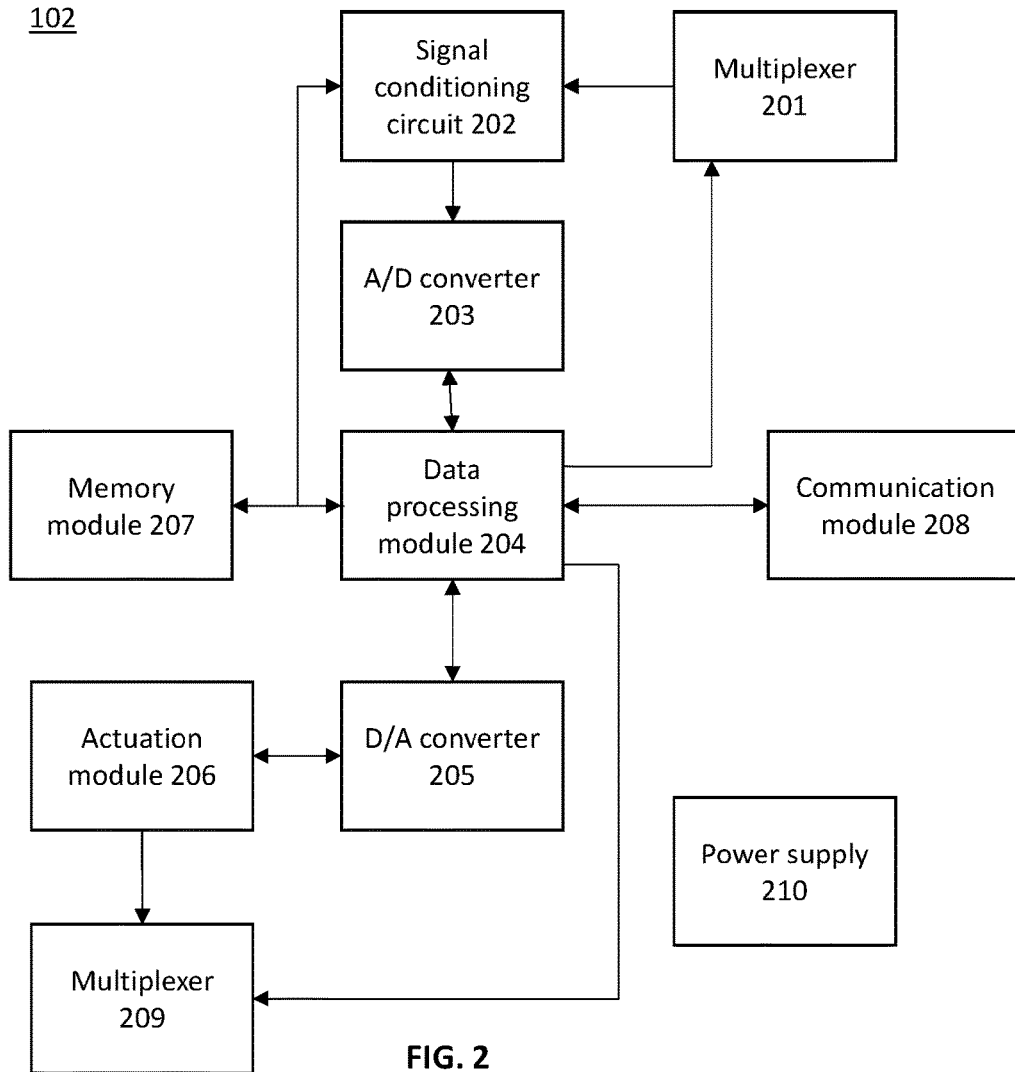 102
Signal
conditioning
circuit 202
Multiplexer
201
A/D converter
203
Memory
module 207
Data
processing
module 204
Communication
module 208
Actuation
module 206
D/A converter
205
Power supply
210
Multiplexer
209
FIG. 2